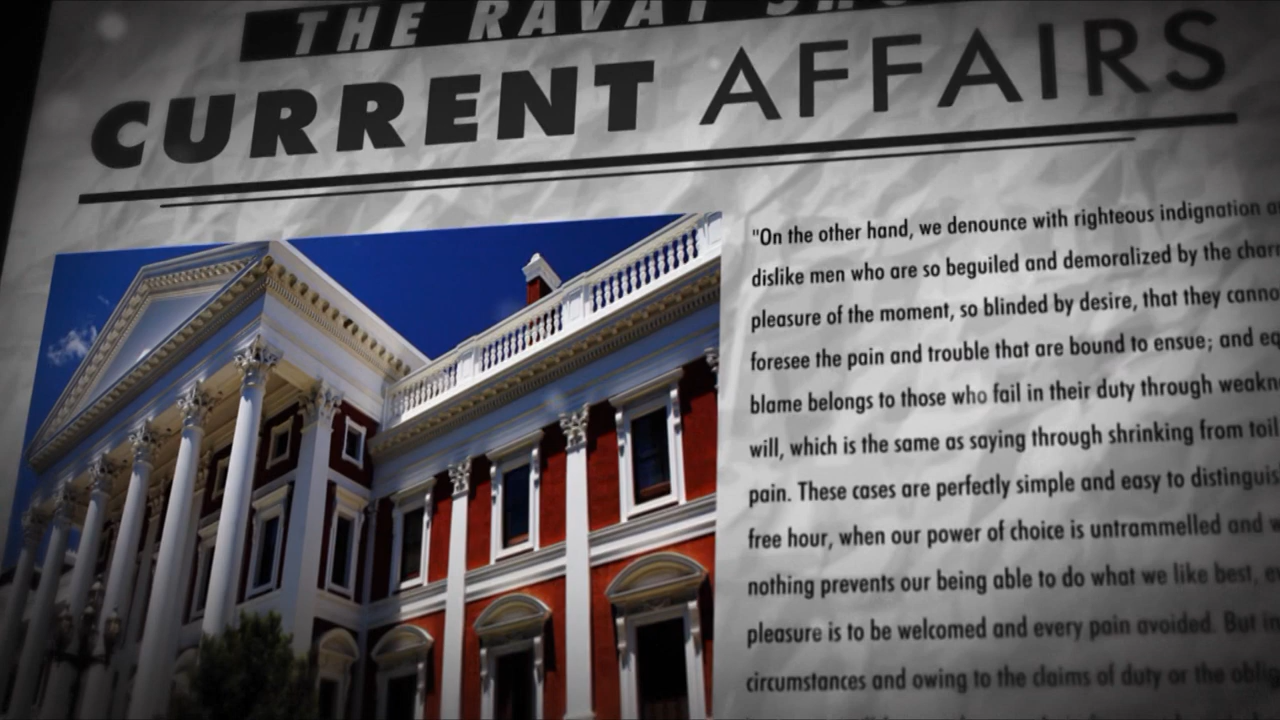 THE RAVAT
CURRENT AFFAIRS
"On the other hand, we denounce with righteous indignation
dislike men who are so beguiled and demoralized by the
pleasure of the moment, so blinded by desire, that they
foresee the pain and trouble that are bound to ensue; and
blame belongs to those who fail in their duty through
will, which is the same as saying through shrinking from toil
pain. These cases are perfectly simple and easy to
free hour, when our power of choice is untrammelled and
nothing prevents our being able to do what we like best,
pleasure is to be welcomed and every pain avoided. But
circumstances and owing to the claims of duty or the